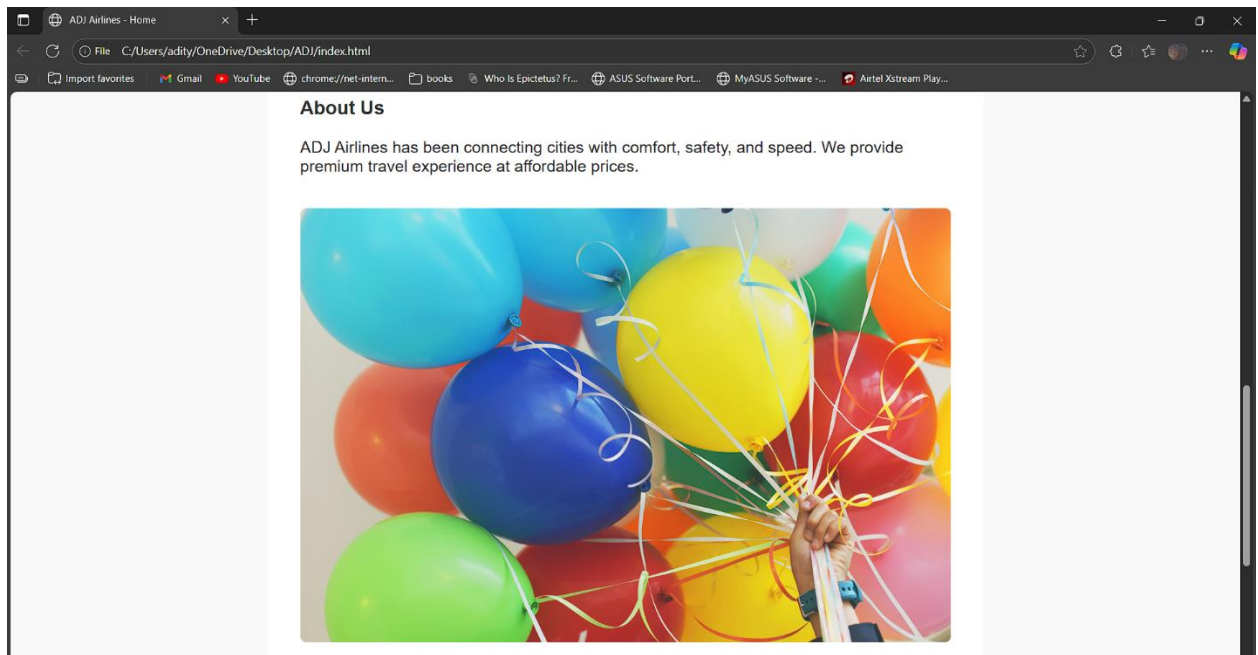 ADJ Airlines - Home
File C:/Users/adity/OneDrive/Desktop/ADJ/index.html
Import favorites Gmail YouTube chrome://net-intern... books Who Is Epictetus? Fr... ASUS Software Port... MyASUS Software -... Airtel Xstream Play...
About Us
ADJ Airlines has been connecting cities with comfort, safety, and speed. We provide
premium travel experience at affordable prices.